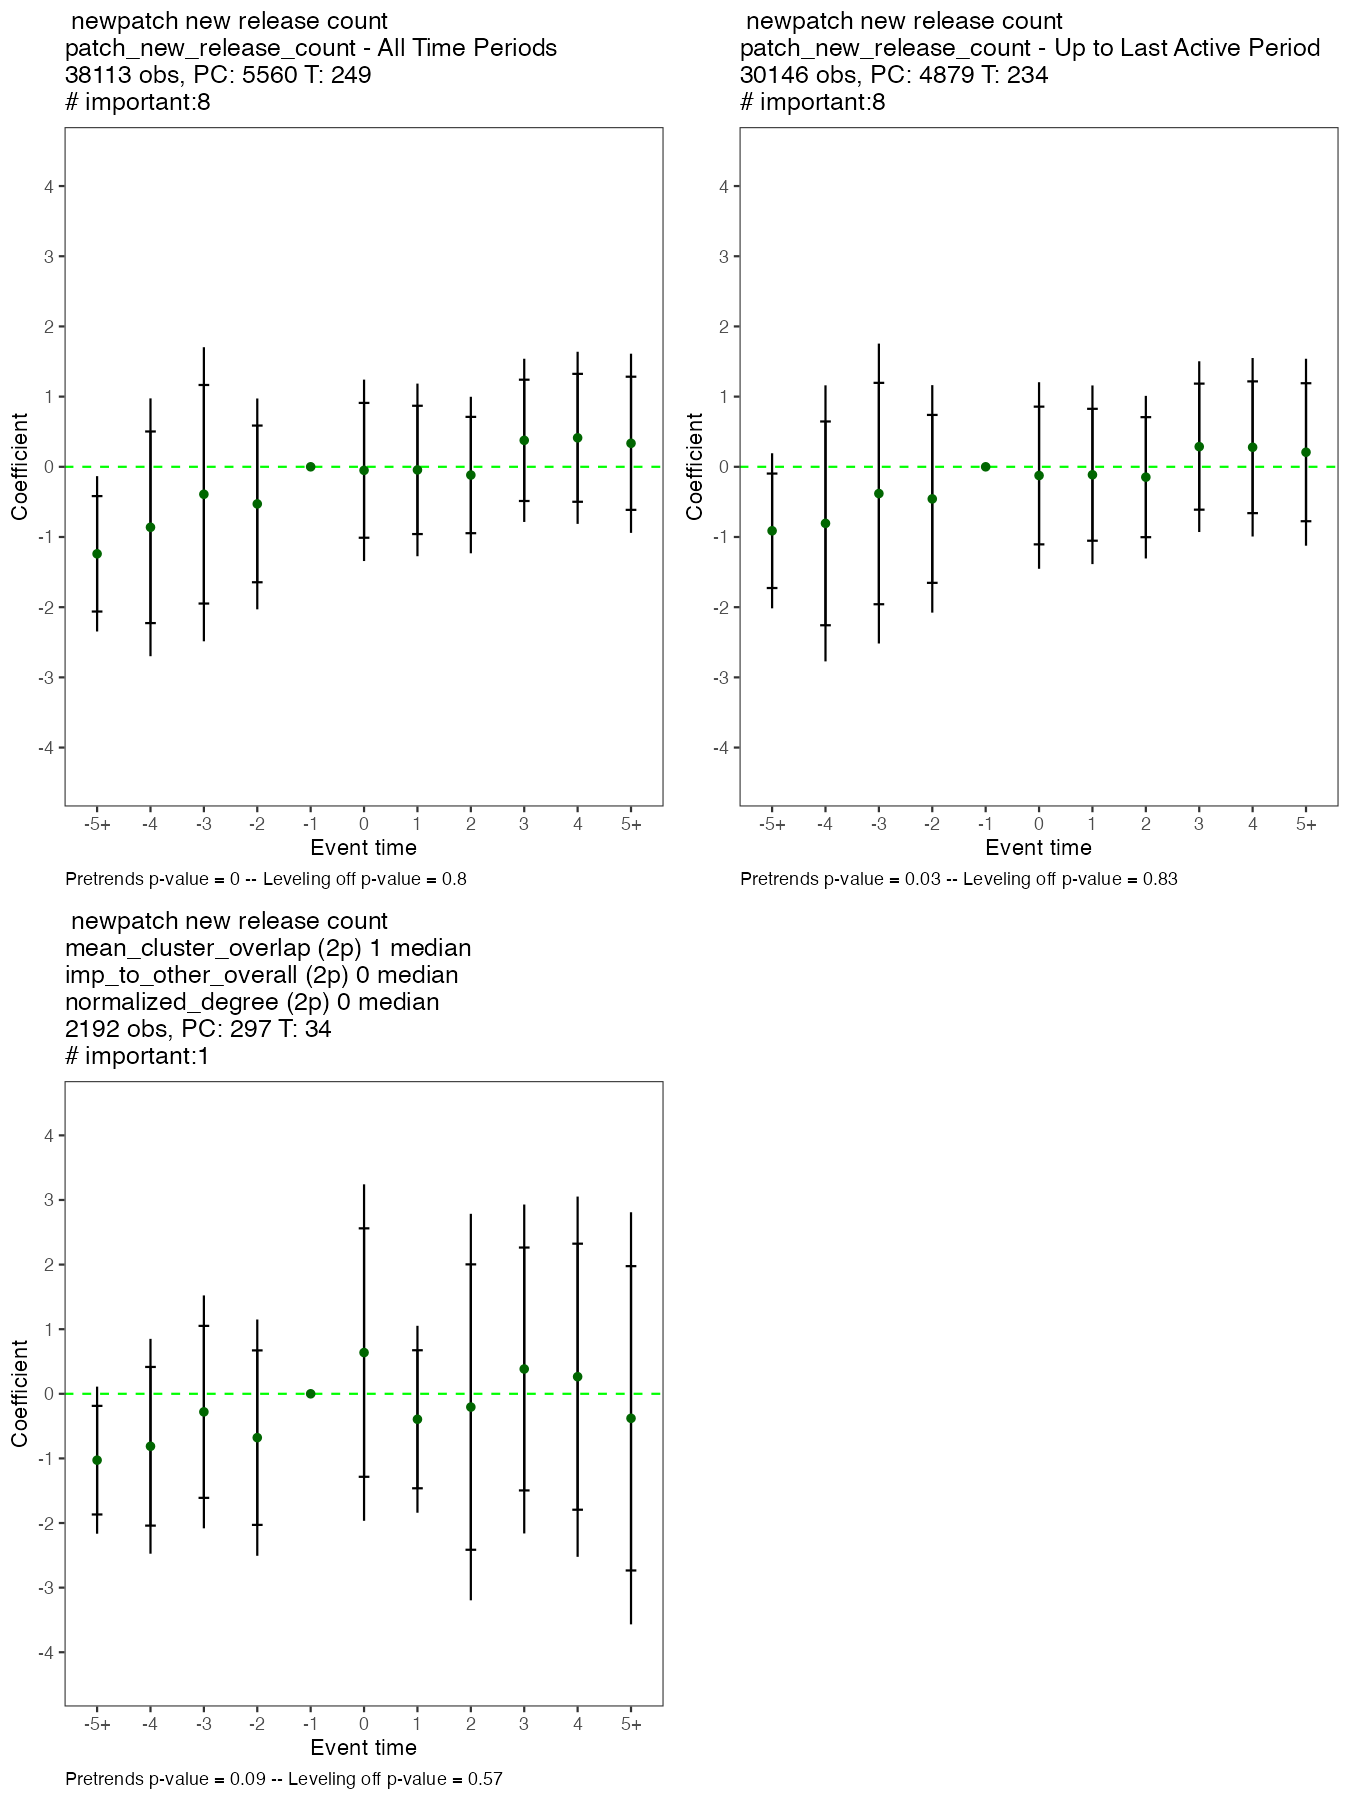 newpatch new release count
patch_new_release_count - All Time Periods
38113 obs, PC: 5560 T: 249
# important:8
4
3
2
1
0
-1
-2
-3
-4
Coefficient
-5+ -4 -3 -2 -1 0 1 2 3 4 5+
Event time
Pretrends p-value = 0 -- Leveling off p-value = 0.8
newpatch new release count
patch_new_release_count - Up to Last Active Period
30146 obs, PC: 4879 T: 234
# important:8
4
3
2
1
0
-1
-2
-3
-4
Coefficient
-5+ -4 -3 -2 -1 0 1 2 3 4 5+
Event time
Pretrends p-value = 0.03 -- Leveling off p-value = 0.83
newpatch new release count
mean_cluster_overlap (2p) 1 median
imp_to_other_overall (2p) 0 median
normalized_degree (2p) 0 median
2192 obs, PC: 297 T: 34
# important:1
4
3
2
1
0
-1
-2
-3
-4
Coefficient
-5+ -4 -3 -2 -1 0 1 2 3 4 5+
Event time
Pretrends p-value = 0.09 -- Leveling off p-value = 0.57